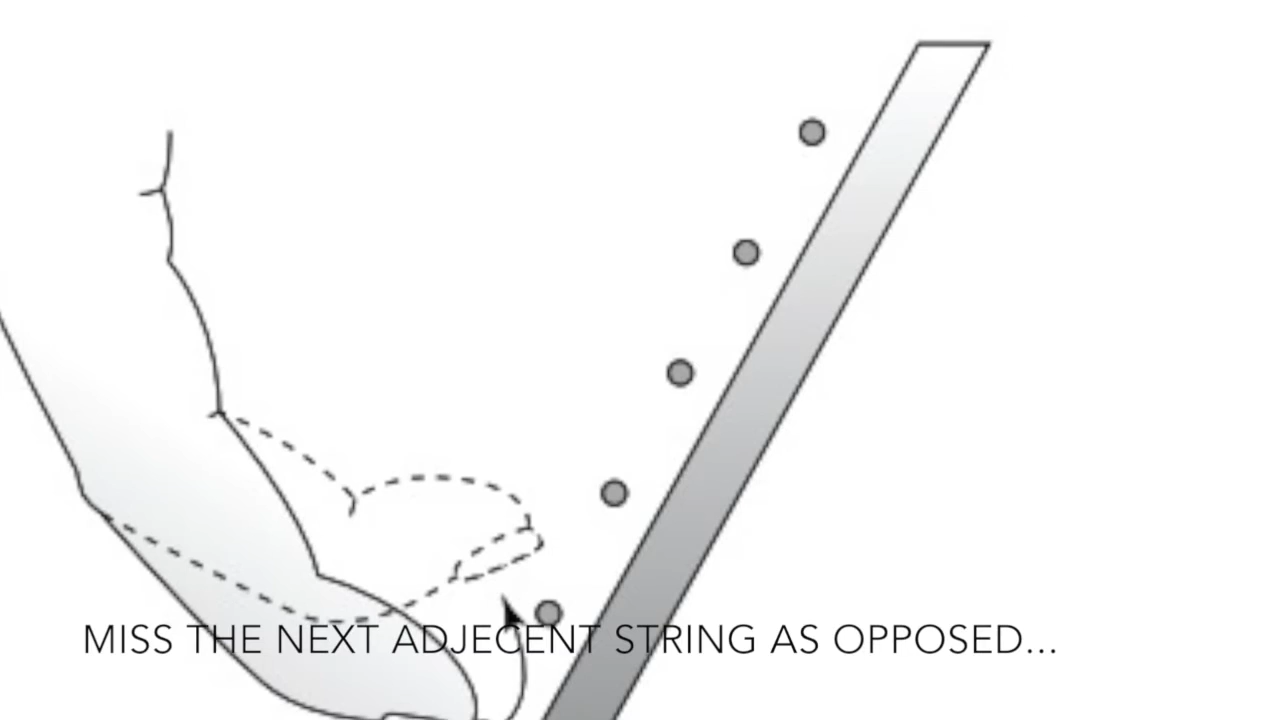 MISS THE NEXT ADJECENT STRING AS OPPOSED...